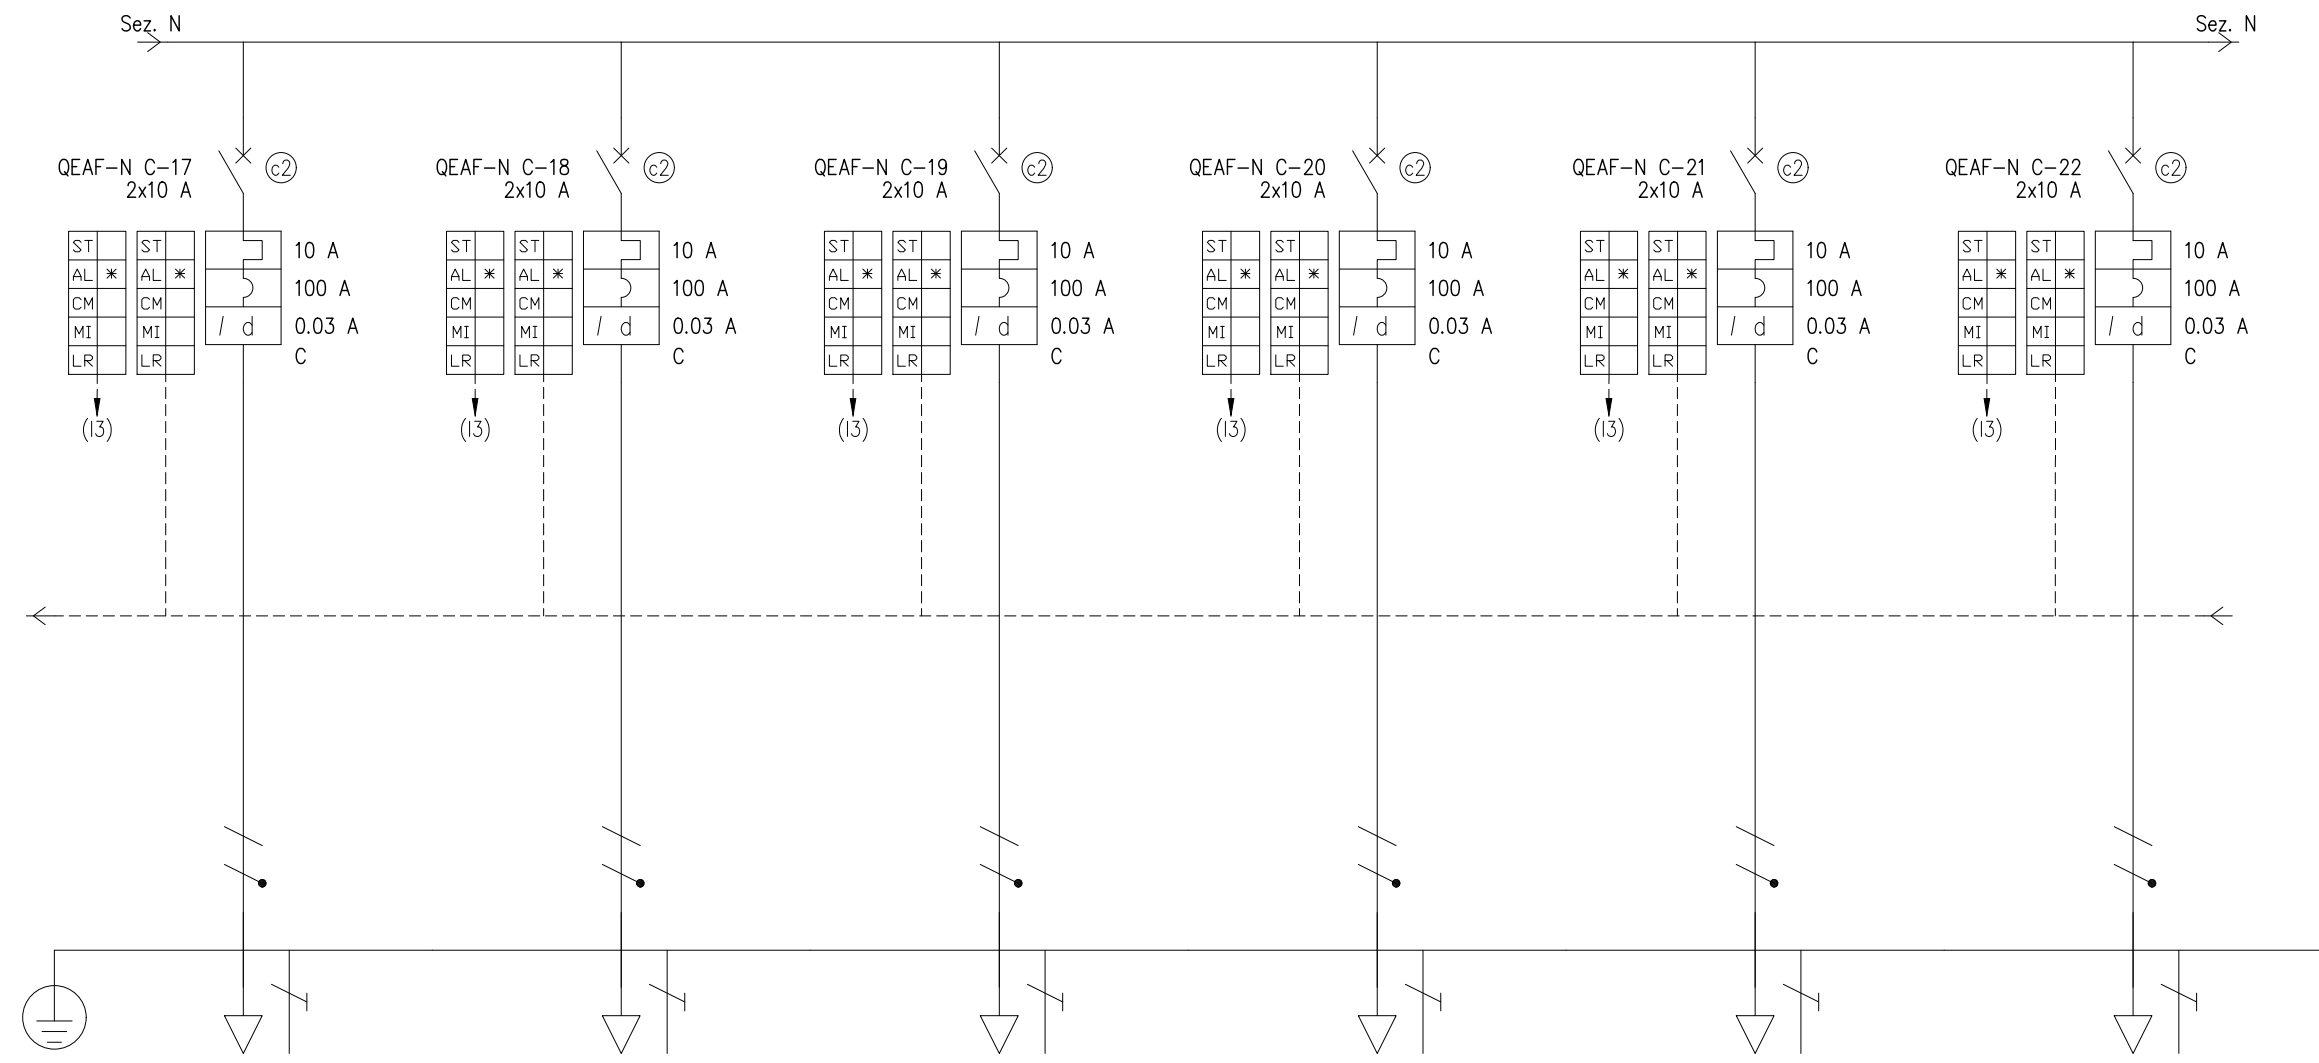 Sez. N
Sez. N
QEAF-N C-17
2x10 A
c2
ST
AL *
CM
MI
LR
ST
AL *
CM
MI
LR
I d
10 A
100 A
0.03 A
C
(I3)
QEAF-N C-18
2x10 A
c2
ST
AL *
CM
MI
LR
ST
AL *
CM
MI
LR
I d
10 A
100 A
0.03 A
C
(I3)
QEAF-N C-19
2x10 A
c2
ST
AL *
CM
MI
LR
ST
AL *
CM
MI
LR
I d
10 A
100 A
0.03 A
C
(I3)
QEAF-N C-20
2x10 A
c2
ST
AL *
CM
MI
LR
ST
AL *
CM
MI
LR
I d
10 A
100 A
0.03 A
C
(I3)
QEAF-N C-21
2x10 A
c2
ST
AL *
CM
MI
LR
ST
AL *
CM
MI
LR
I d
10 A
100 A
0.03 A
C
(I3)
QEAF-N C-22
2x10 A
c2
ST
AL *
CM
MI
LR
ST
AL *
CM
MI
LR
I d
10 A
100 A
0.03 A
C
(I3)